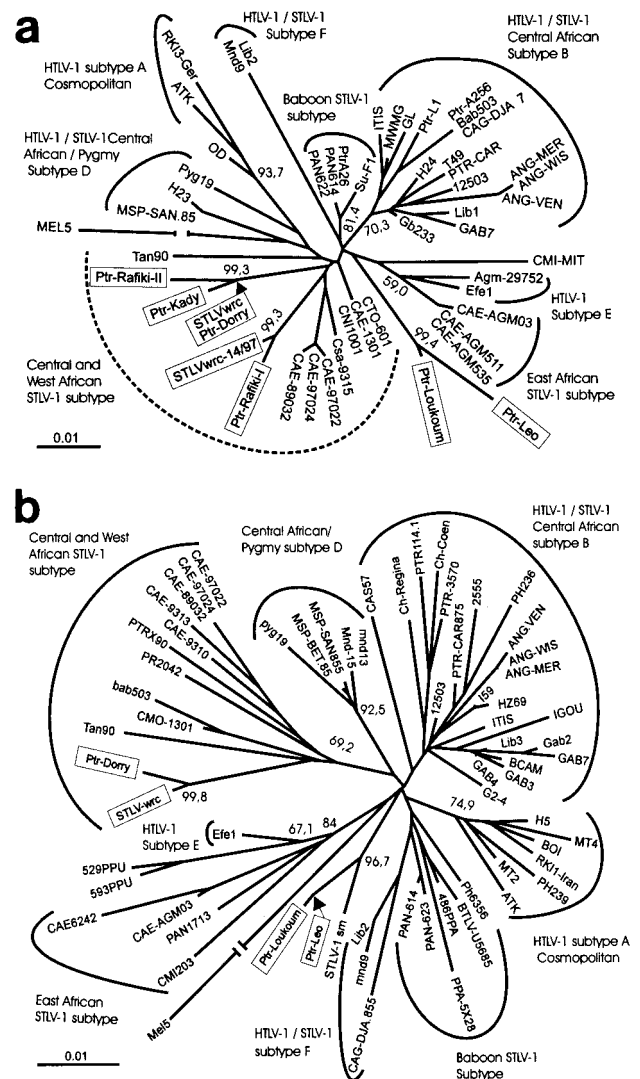 a
HTLV-1 / STLV-1
Subtype F
HTLV-1 / STLV-1
Central African
Subtype B
HTLV-1 subtype A
Cosmopolitan
RKI3-Ger
ATK
OD
Lib2
Mnd9
93,7
Baboon STLV-1
subtype
PtrA26
PAN614
PAN622
Su-F1
81,4
ITIS
MWMG
GL
Ptr-L1
Ptr-A256
Bab503
CAG-DJA 7
H24
T49
PTR-CAR
12503
ANG-MER
ANG-WIS
ANG-VEN
Lib1
GAB7
Gb233
70,3
HTLV-1 / STLV-1Central
African / Pygmy
Subtype D
Pyg19
H23
MSP-SAN.85
MEL5
Tan90
Ptr-Rafiki-II
99,3
Ptr-Kady
STLVwrc
Ptr-Dorry
99,3
STLVwrc-14/97
Ptr-Rafiki-I
Central and
West African
STLV-1 subtype
CAE-89032
CAE-97024
CAE-97022
Csa-9315
CNI1001
CAE-1301
CTO-601
CMI-MIT
59,0
Agm-29752
Efe1
HTLV-1
Subtype E
CAE-AGM03
CAE-AGM511
CAE-AGM535
East African
STLV-1 subtype
99,4
Ptr-Loukoum
Ptr-Leo
0.01
b
Central and West
African STLV-1
subtype
CAE-97022
CAE-97024
CAE-89032
CAE-9313
CAE-9310
PTRX90
PR2042
bab503
CMO-1301
Tan90
Ptr-Dorry
STLV-wrc
99,8
69,2
Central African/
Pygmy subtype D
pyg19
MSP-BET.85
MSP-SAN855
Mnd-15
mnd13
92,5
CAS57
HTLV-1 / STLV-1
Central African
subtype B
Ch-Regina
PTR114.1
Ch-Coen
PTR-3570
PTR-CAR875
2555
PH236
12503
ANG-VEN
ANG-WIS
ANG-MER
I59
HZ69
ITIS
IGOU
Lib3
Gab2
GAB7
BCAM
GAB3
GAB4
G2-4
74,9
H5
MT4
BOI
RKI1-Iran
PH239
MT2
ATK
HTLV-1 subtype A
Cosmopolitan
HTLV-1
Subtype E
Efe1
67,1
84
529PPU
593PPU
CAE6242
CAE-AGM03
PAN1713
CMI203
Mel5
East African
STLV-1 subtype
96,7
Ptr-Loukoum
Ptr-Leo
STLV-1 sm
Lib2
mnd9
CAG-DJA.855
HTLV-1 / STLV-1
subtype F
PAN-614
PAN-623
486PPA
Ph6356
BTLV-U5685
PPA-5X28
Baboon STLV-1
Subtype
0.01